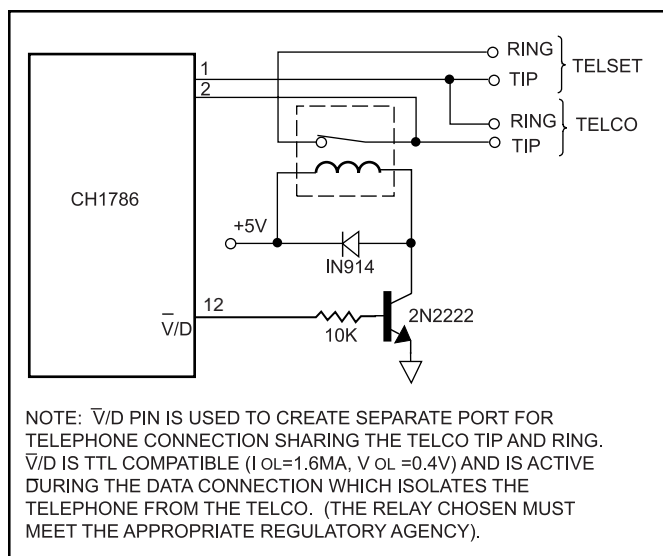 RING
TELSET
1
TIP
2
RING
TELCO
TIP
CH1786
+5V
IN914
12
V̅/D
10K
2N2222
NOTE: V̅/D PIN IS USED TO CREATE SEPARATE PORT FOR
TELEPHONE CONNECTION SHARING THE TELCO TIP AND RING.
V̅/D IS TTL COMPATIBLE (I OL=1.6MA, V OL =0.4V) AND IS ACTIVE
DURING THE DATA CONNECTION WHICH ISOLATES THE
TELEPHONE FROM THE TELCO. (THE RELAY CHOSEN MUST
MEET THE APPROPRIATE REGULATORY AGENCY).